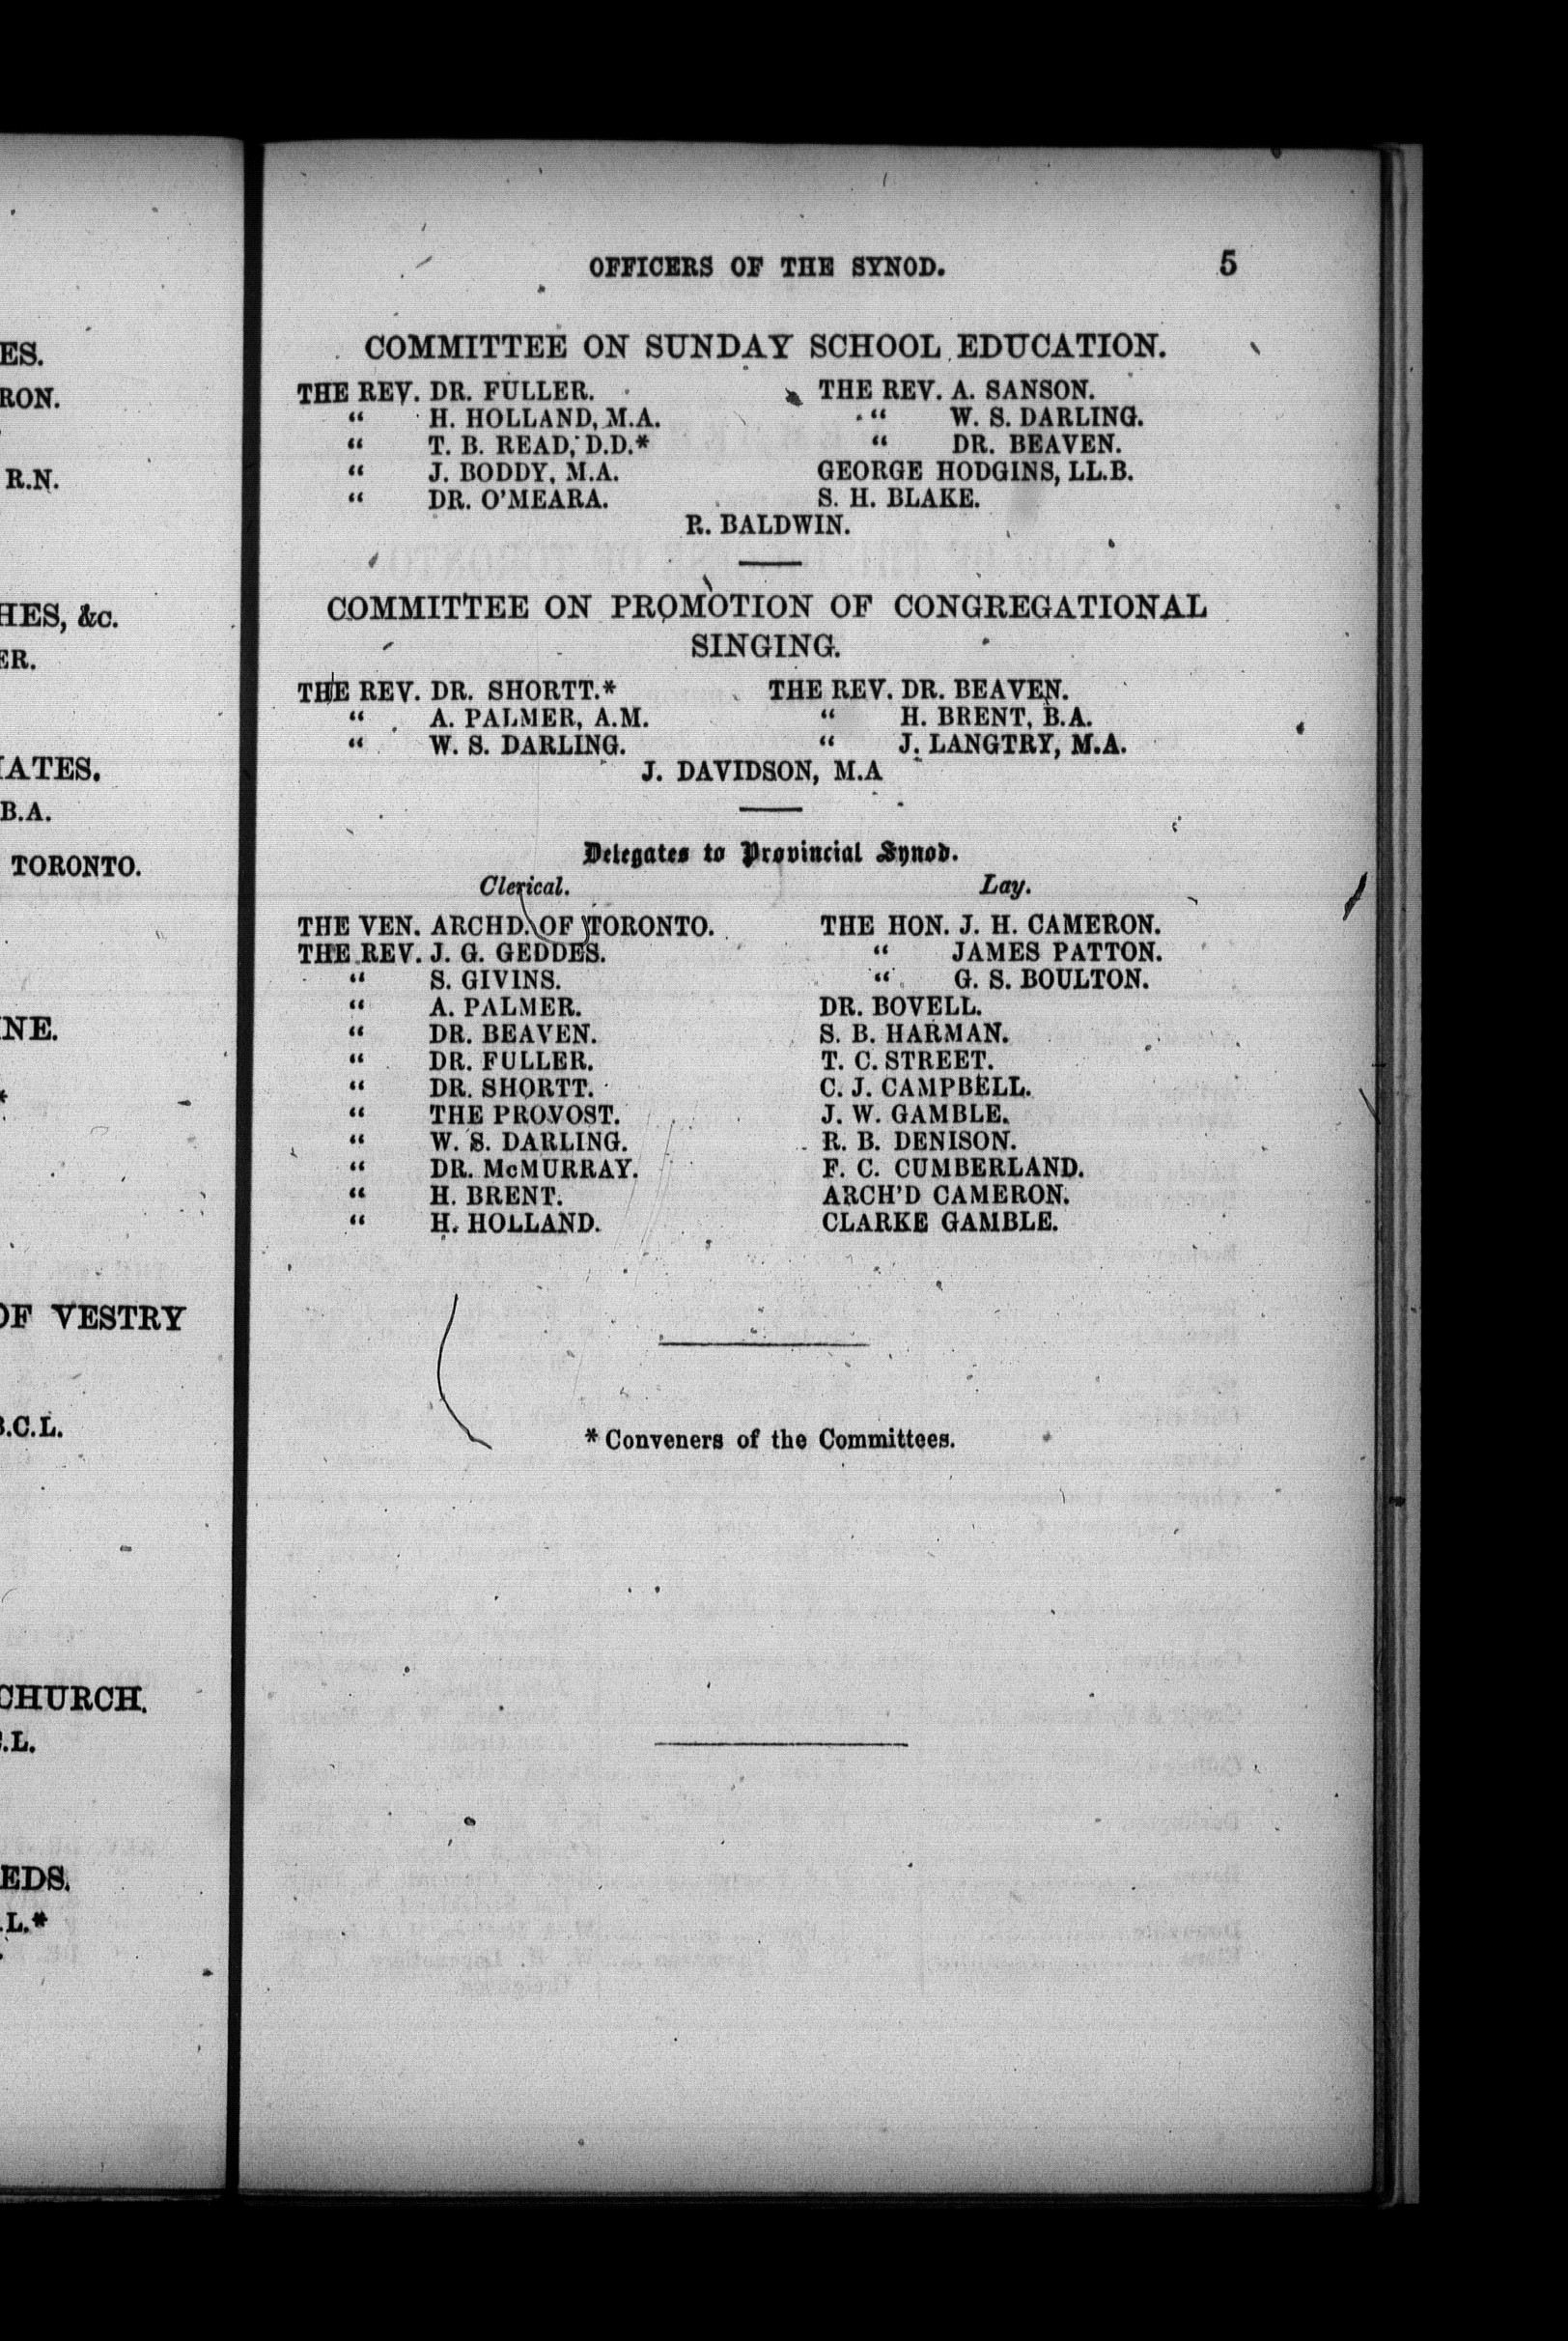 ES.
RON.
R.N.
HES, &c.
ER.
IATES.
B.A.
TORONTO.
INE.
*
OF VESTRY
B.C.L.
CHURCH.
C.L.
EDS.
.L.*
OFFICERS OF THE SYNOD. 5
COMMITTEE ON SUNDAY SCHOOL EDUCATION.
THE REV. DR. FULLER. THE REV. A. SANSON.
“ H. HOLLAND, M.A. “ W. S. DARLING.
“ T. B. READ, D.D.* “ DR. BEAVEN.
“ J. BODDY, M.A. GEORGE HODGINS, LL.B.
“ DR. O'MEARA. S. H. BLAKE.
R. BALDWIN.
COMMITTEE ON PROMOTION OF CONGREGATIONAL
SINGING.
THE REV. DR. SHORTT.* THE REV. DR. BEAVEN.
“ A. PALMER, A.M. “ H. BRENT, B.A.
“ W. S. DARLING. “ J. LANGTRY, M.A.
J. DAVIDSON, M.A
Delegates to Provincial Synod.
Clerical. Lay.
THE VEN. ARCHD. OF TORONTO. THE HON. J. H. CAMERON.
THE REV. J. G. GEDDES. “ JAMES PATTON.
“ S. GIVINS. “ G. S. BOULTON.
“ A. PALMER. DR. BOVELL.
“ DR. BEAVEN. S. B. HARMAN.
“ DR. FULLER. T. C. STREET.
“ DR. SHORTT. C. J. CAMPBELL.
“ THE PROVOST. J. W. GAMBLE.
“ W. S. DARLING. R. B. DENISON.
“ DR. McMURRAY. F. C. CUMBERLAND.
“ H. BRENT. ARCH'D CAMERON.
“ H. HOLLAND. CLARKE GAMBLE.
* Conveners of the Committees.